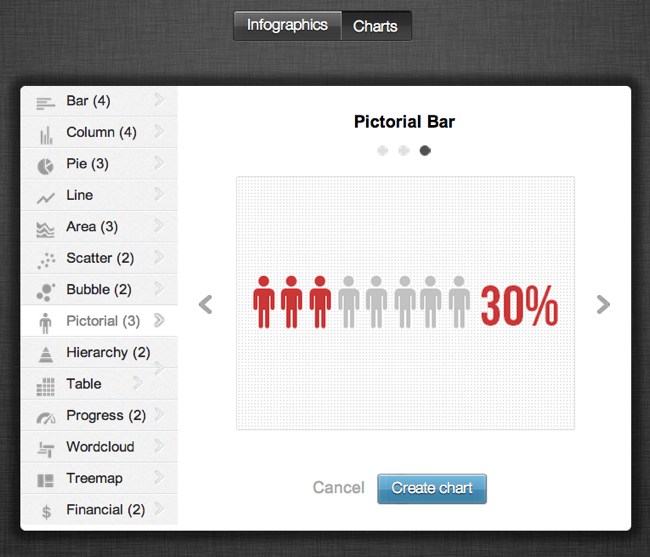 Infographics
Charts
Bar (4)
Column (4)
Pie (3)
Line
Area (3)
Scatter (2)
Bubble (2)
Pictorial (3)
Hierarchy (2)
Table
Progress (2)
Wordcloud
Treemap
$ Financial (2)
Pictorial Bar
30%
Cancel
Create chart